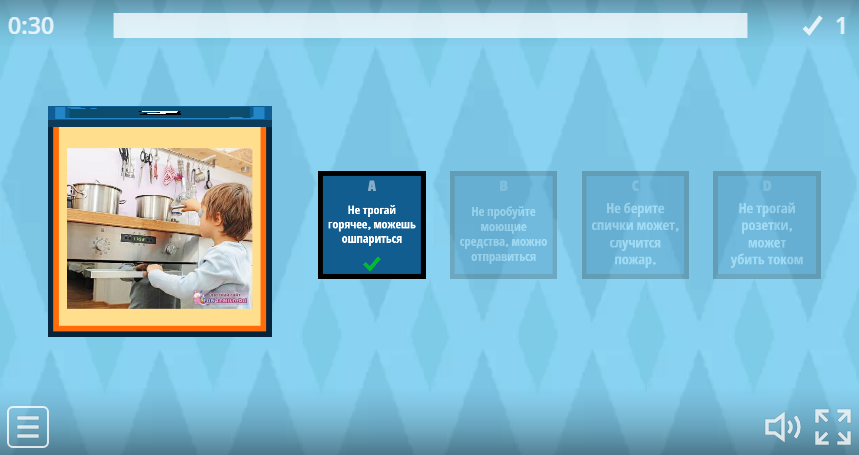 0:30
1
A
Не трогай
горячее, можешь
ошпариться
B
Не пробуйте
моющие
средства, можно
отправиться
C
Не берите
спички может,
случится
пожар.
D
Не трогай
розетки,
может
убить током